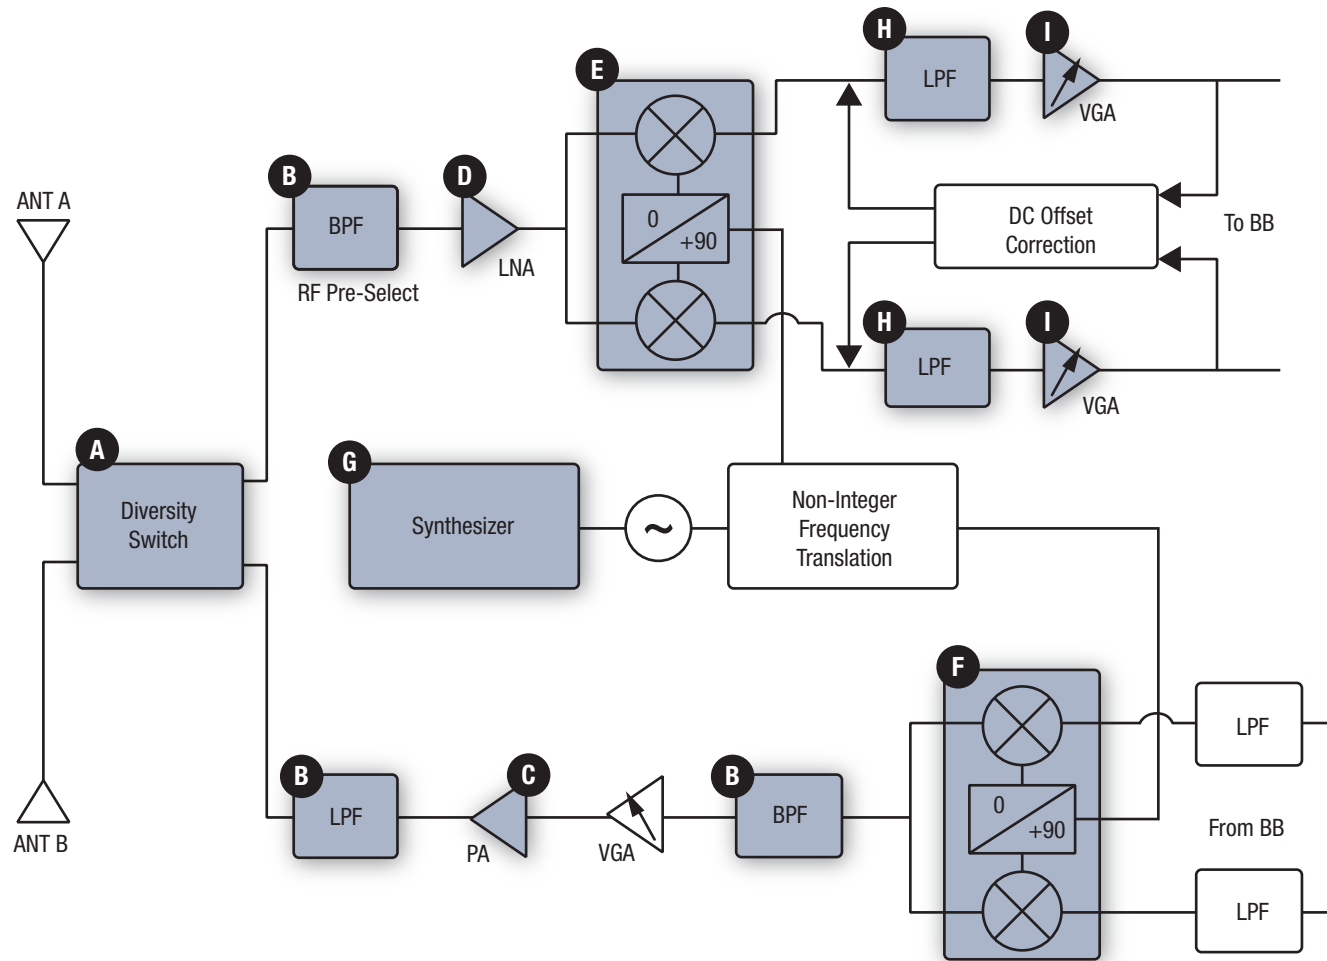 H
I
LPF
VGA
E
B
D
ANT A
BPF
LNA
RF Pre-Select
0
+90
DC Offset
Correction
To BB
H
I
LPF
VGA
A
Diversity
Switch
G
Synthesizer
~
Non-Integer
Frequency
Translation
F
LPF
B
C
B
LPF
PA
VGA
BPF
0
+90
From BB
ANT B
LPF